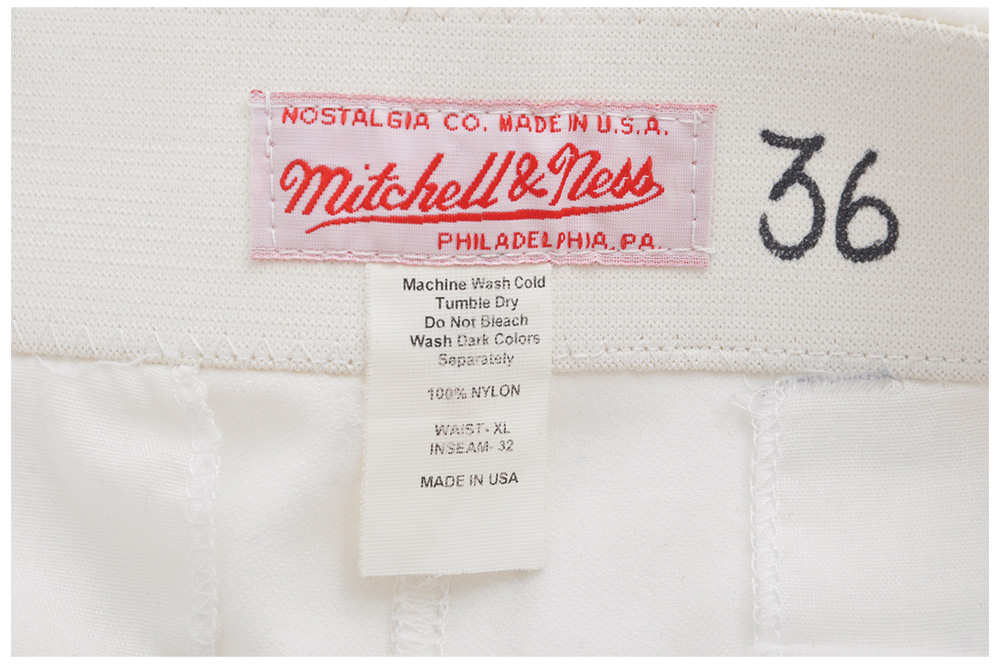 NOSTALGIA CO. MADE IN U.S.A.
Mitchell & Ness
PHILADELPHIA, PA.
36
Machine Wash Cold
Tumble Dry
Do Not Bleach
Wash Dark Colors
Separately
100% NYLON
WAIST- XL
INSEAM- 32
MADE IN USA